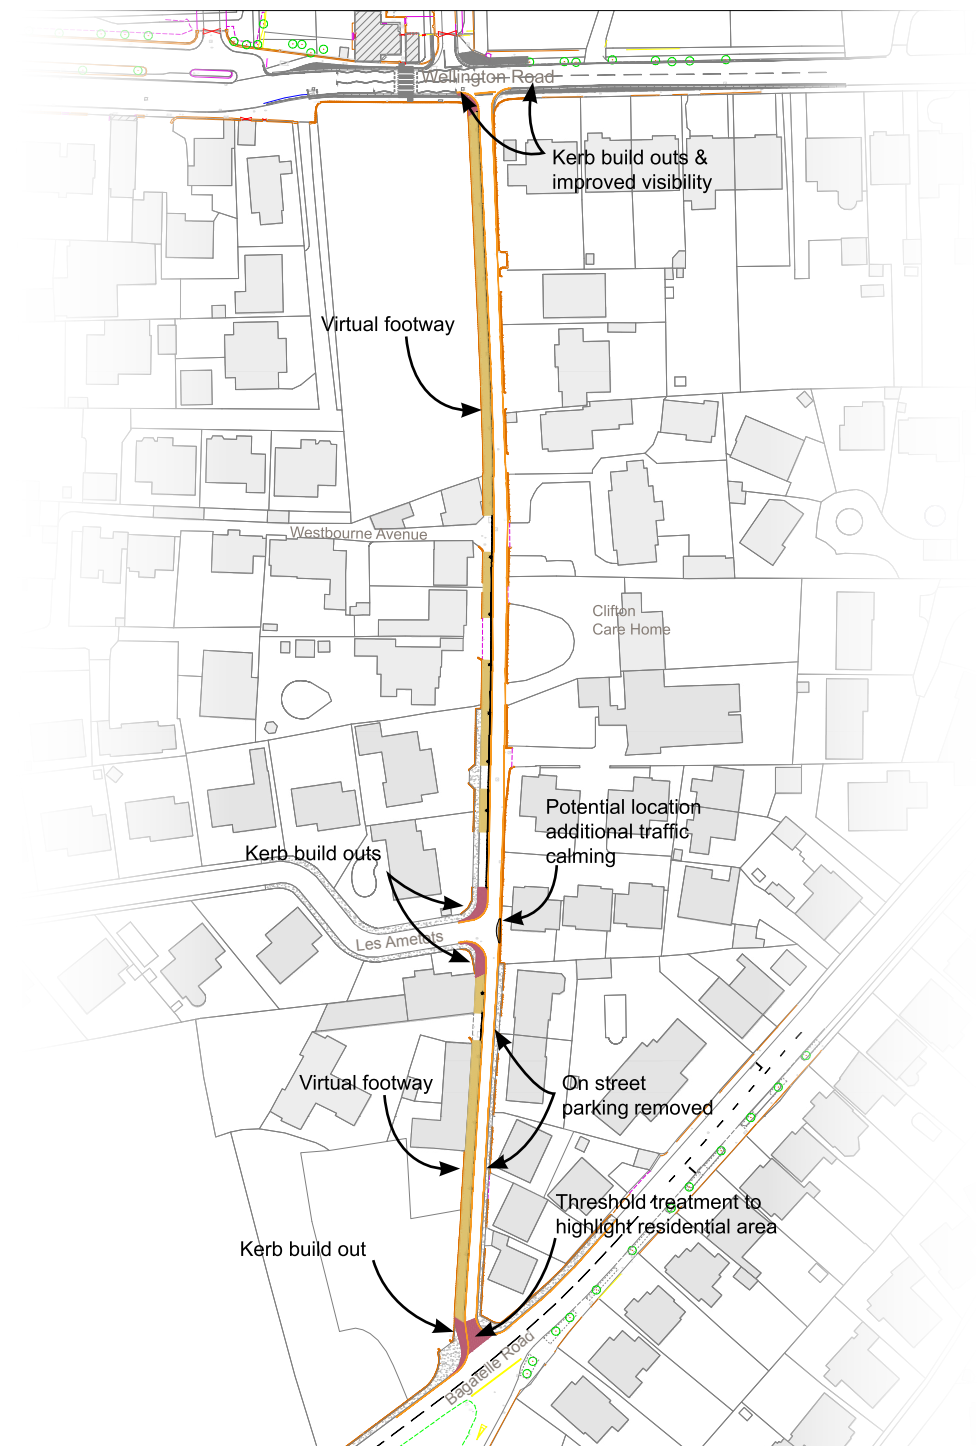 Wellington Road
Kerb build outs &
improved visibility
Virtual footway
Westbourne Avenue
Clifton
Care Home
Potential location
additional traffic
calming
Kerb build outs
Les Amelots
On street
parking removed
Virtual footway
Threshold treatment to
highlight residential area
Kerb build out
Bagatelle Road